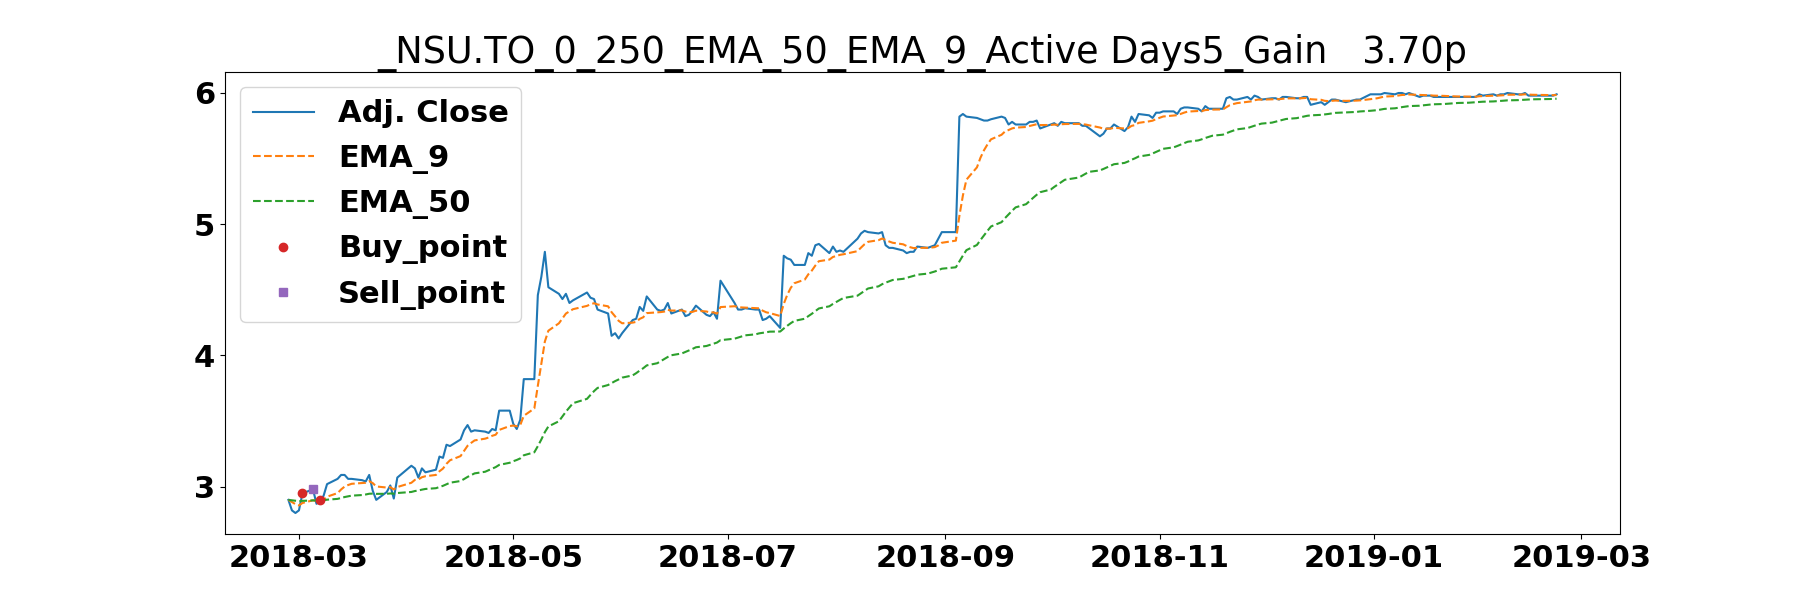 _NSU.TO_0_250_EMA_50_EMA_9_Active Days5_Gain   3.70p
Adj. Close
EMA_9
EMA_50
Buy_point
Sell_point
6
5
4
3
2018-03 2018-05 2018-07 2018-09 2018-11 2019-01 2019-03